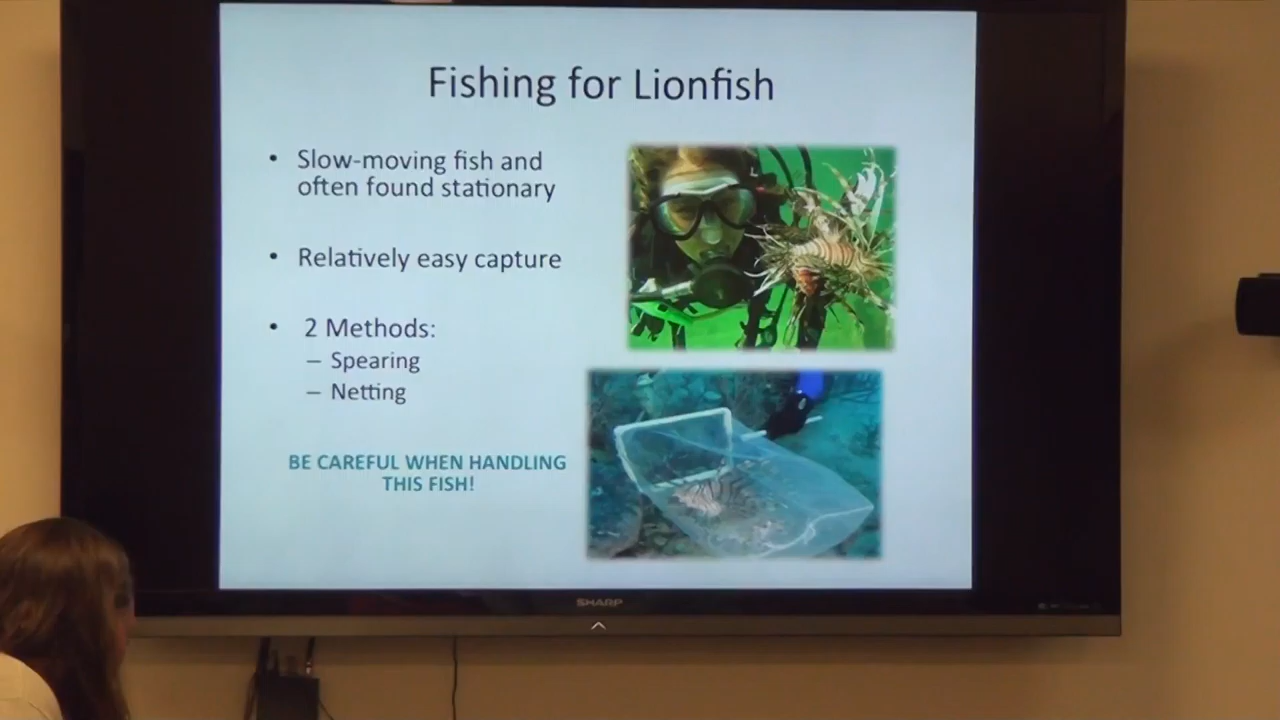 Fishing for Lionfish
• Slow-moving fish and
often found stationary
• Relatively easy capture
• 2 Methods:
– Spearing
– Netting
BE CAREFUL WHEN HANDLING
THIS FISH!
SHARP